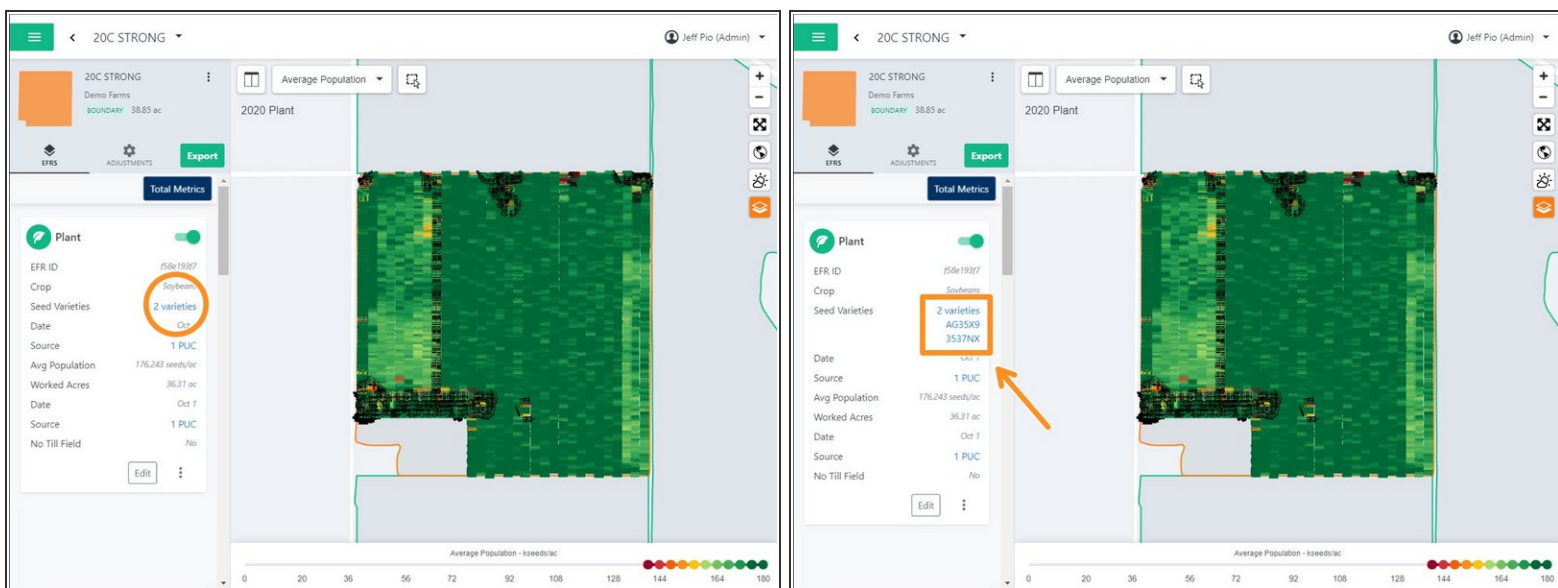 20C STRONG
Jeff Pio (Admin)
20C STRONG
Demo Farms
BOUNDARY 38.85 ac
EFRS
ADJUSTMENTS
Export
Total Metrics
Average Population
2020 Plant
Plant
EFR ID f58e193f7
Crop Soybeans
Seed Varieties 2 varieties
Date Oct
Source 1 PUC
Avg Population 176,243 seeds/ac
Worked Acres 36.31 ac
Date Oct 1
Source 1 PUC
No Till Field No
Edit
Average Population - kseeds/ac
0 20 36 56 72 92 108 128 144 164 180
20C STRONG
Jeff Pio (Admin)
20C STRONG
Demo Farms
BOUNDARY 38.85 ac
EFRS
ADJUSTMENTS
Export
Total Metrics
Average Population
2020 Plant
Plant
EFR ID f58e193f7
Crop Soybeans
Seed Varieties 2 varieties
AG35X9
3537NX
Date Oct 1
Source 1 PUC
Avg Population 176,243 seeds/ac
Worked Acres 36.31 ac
Date Oct 1
Source 1 PUC
No Till Field No
Edit
Average Population - kseeds/ac
0 20 36 56 72 92 108 128 144 164 180